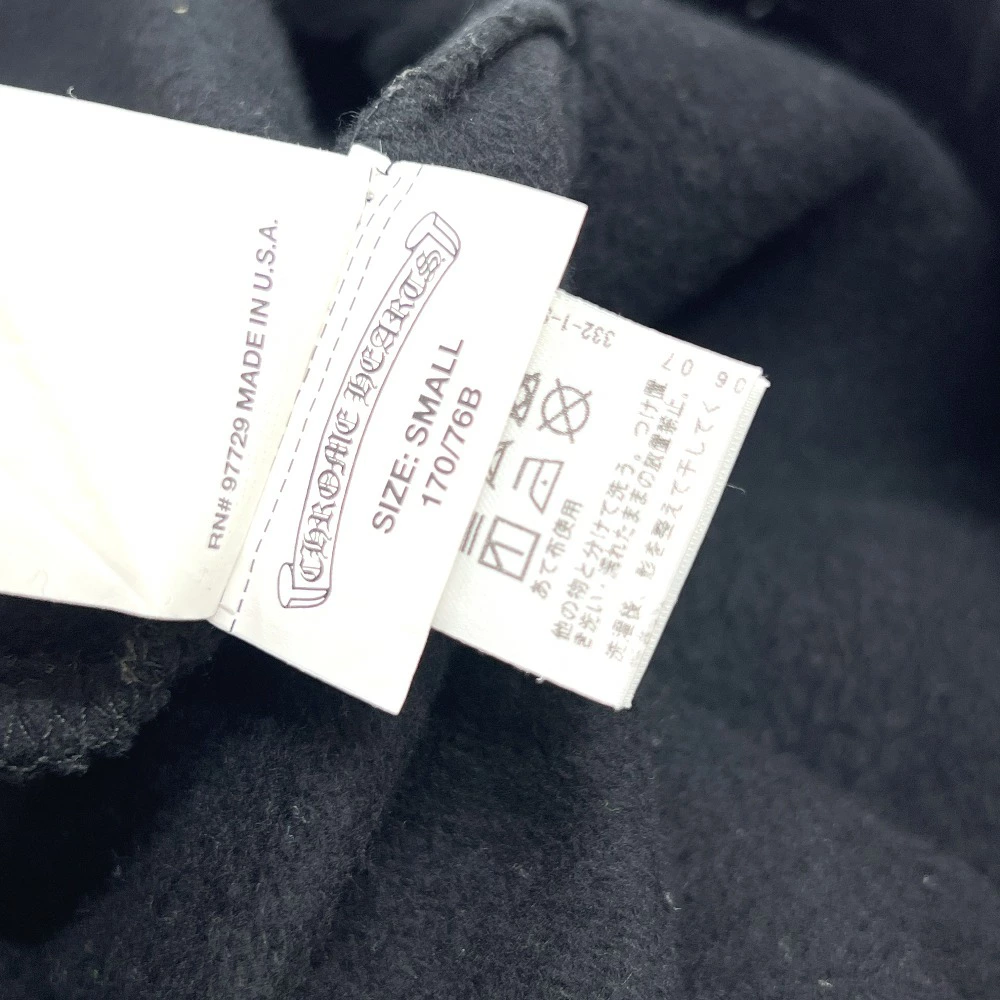 RN# 97729 MADE IN U.S.A.
CHROME HEARTS
SIZE: SMALL
170/76B
332-1-
07
06
あて布使用
他の物と分けて洗う。つけ置
き洗い、濡れたままの放置禁止。
洗濯後、形を整えて干してく